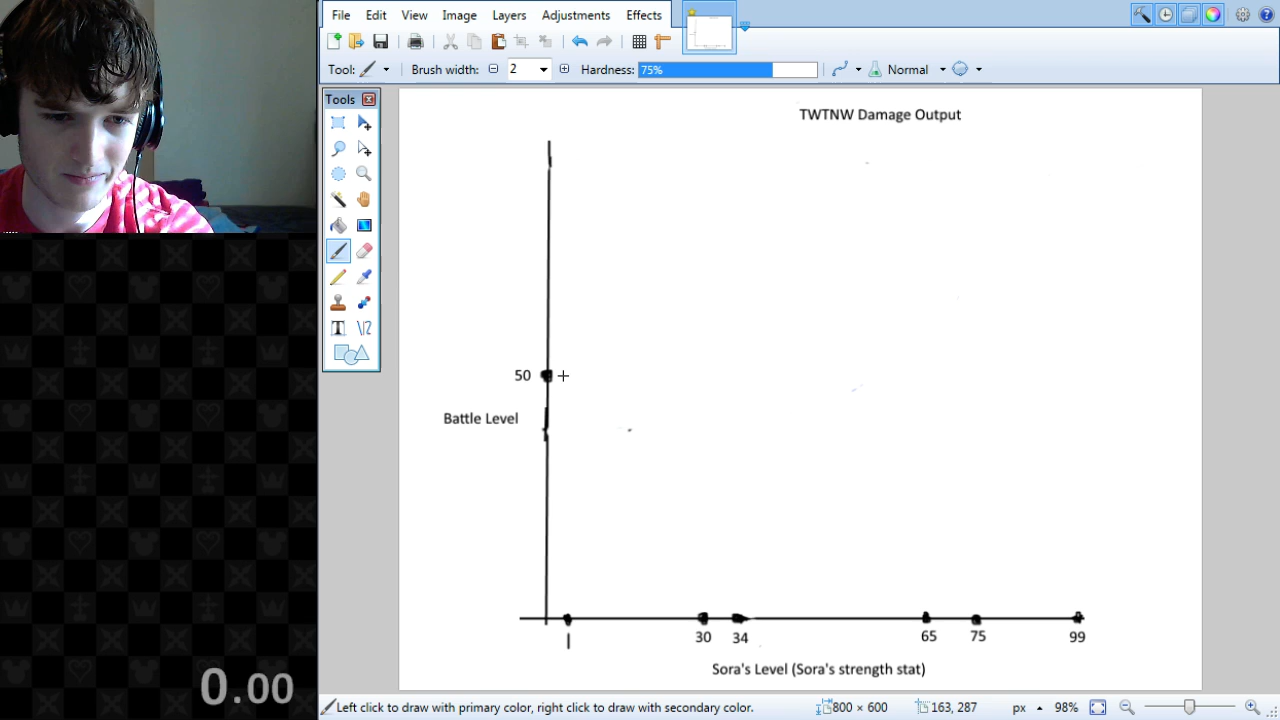 File Edit View Image Layers Adjustments Effects
Tool: Brush width: 2 Hardness: 75% Normal
Tools
TWTNW Damage Output
50
Battle Level
1 30 34 65 75 99
Sora's Level (Sora's strength stat)
0.00
Left click to draw with primary color, right click to draw with secondary color. 800 × 600 163, 287 px 98%